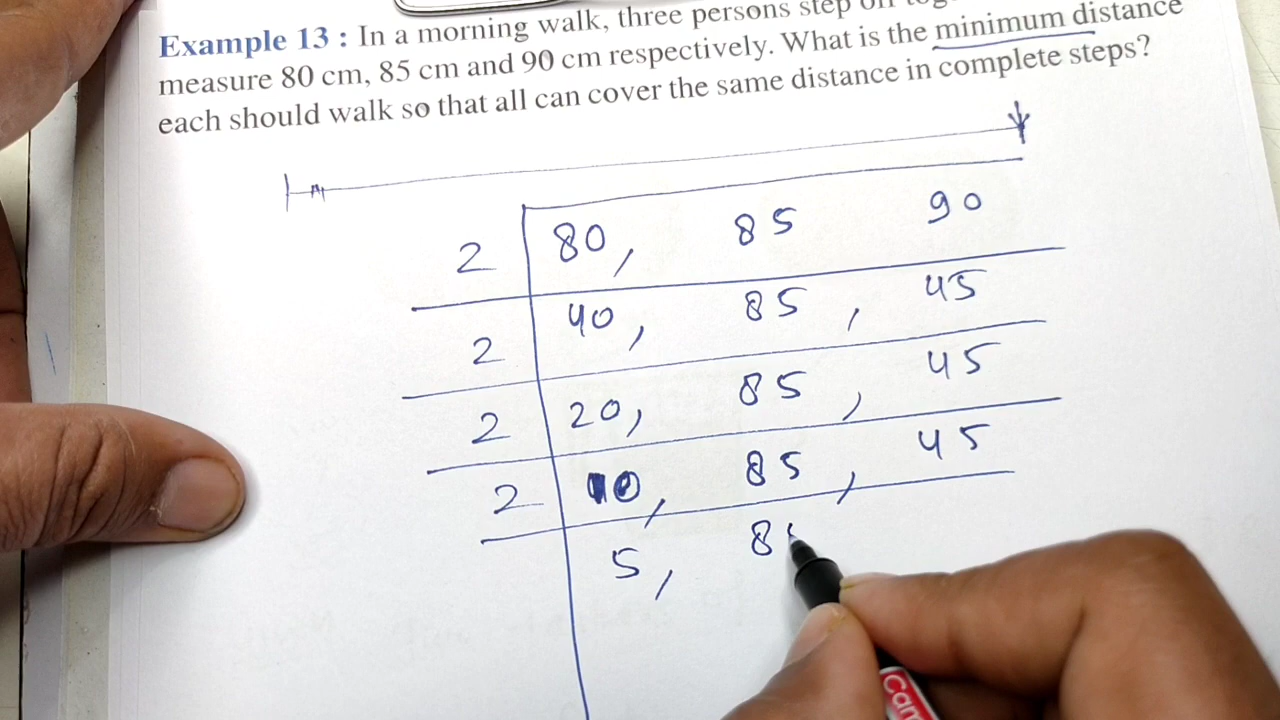 Example 13 : In a morning walk, three persons step off
measure 80 cm, 85 cm and 90 cm respectively. What is the minimum distance
each should walk so that all can cover the same distance in complete steps?
2 80, 85 90
2 40, 85, 45
2 20, 85, 45
2 10, 85, 45
5, 8
Cam